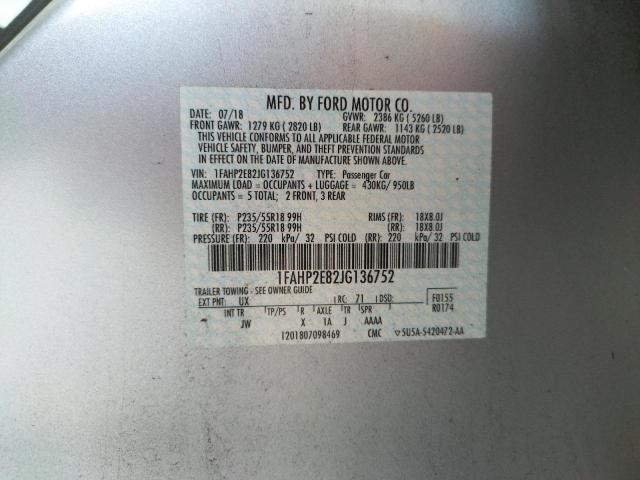 MFD. BY FORD MOTOR CO.
DATE: 07/18 GVWR: 2386 KG ( 5260 LB)
FRONT GAWR: 1279 KG ( 2820 LB) REAR GAWR: 1143 KG ( 2520 LB)
THIS VEHICLE CONFORMS TO ALL APPLICABLE FEDERAL MOTOR
VEHICLE SAFETY, BUMPER, AND THEFT PREVENTION STANDARDS
IN EFFECT ON THE DATE OF MANUFACTURE SHOWN ABOVE.
VIN: 1FAHP2E82JG136752 TYPE: Passenger Car
MAXIMUM LOAD = OCCUPANTS + LUGGAGE = 430KG/ 950LB
OCCUPANTS = 5 TOTAL; 2 FRONT, 3 REAR
TIRE (FR): P235/55R18 99H RIMS (FR): 18X8.0J
(RR): P235/55R18 99H (RR): 18X8.0J
PRESSURE (FR): 220 kPa/ 32 PSI COLD (RR): 220 kPa/ 32 PSI COLD
1FAHP2E82JG136752
TRAILER TOWING - SEE OWNER GUIDE
EXT PNT: UX RC: 71 DSO: F0155
INT TR TP/PS R AXLE TR SPR R0174
JW X 1A J AAAA
1201807098469 CMC 5U5A-5420472-AA